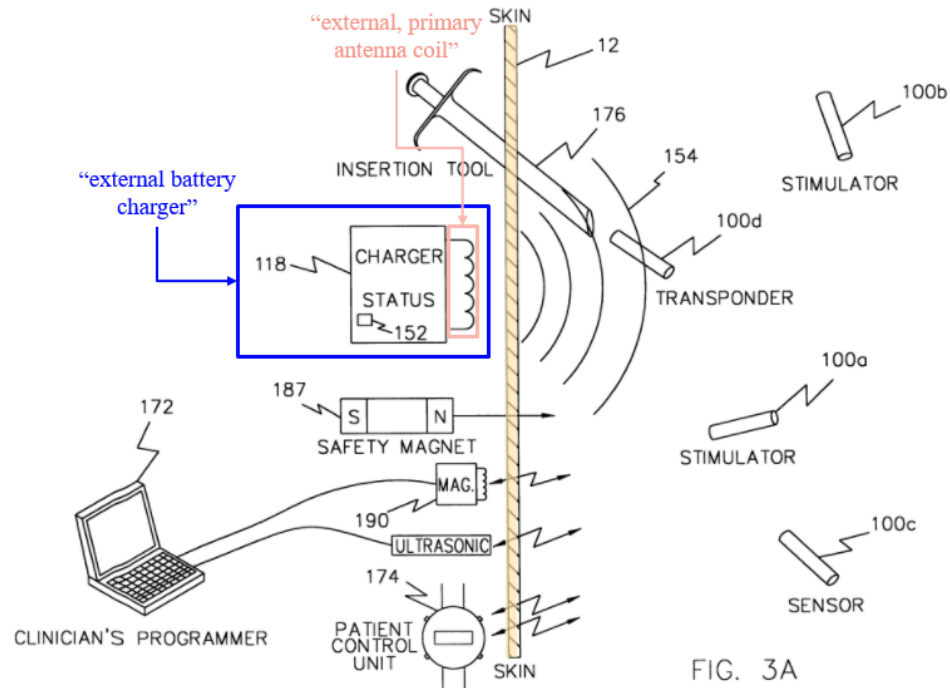 SKIN
“external, primary
antenna coil”
12
100b
176
154
INSERTION TOOL
STIMULATOR
“external battery
charger”
100d
CHARGER
118
TRANSPONDER
STATUS
152
100a
187
S N
172
SAFETY MAGNET
STIMULATOR
MAG.
190
100c
ULTRASONIC
174
SENSOR
CLINICIAN'S PROGRAMMER
PATIENT
CONTROL
UNIT
SKIN
FIG. 3A